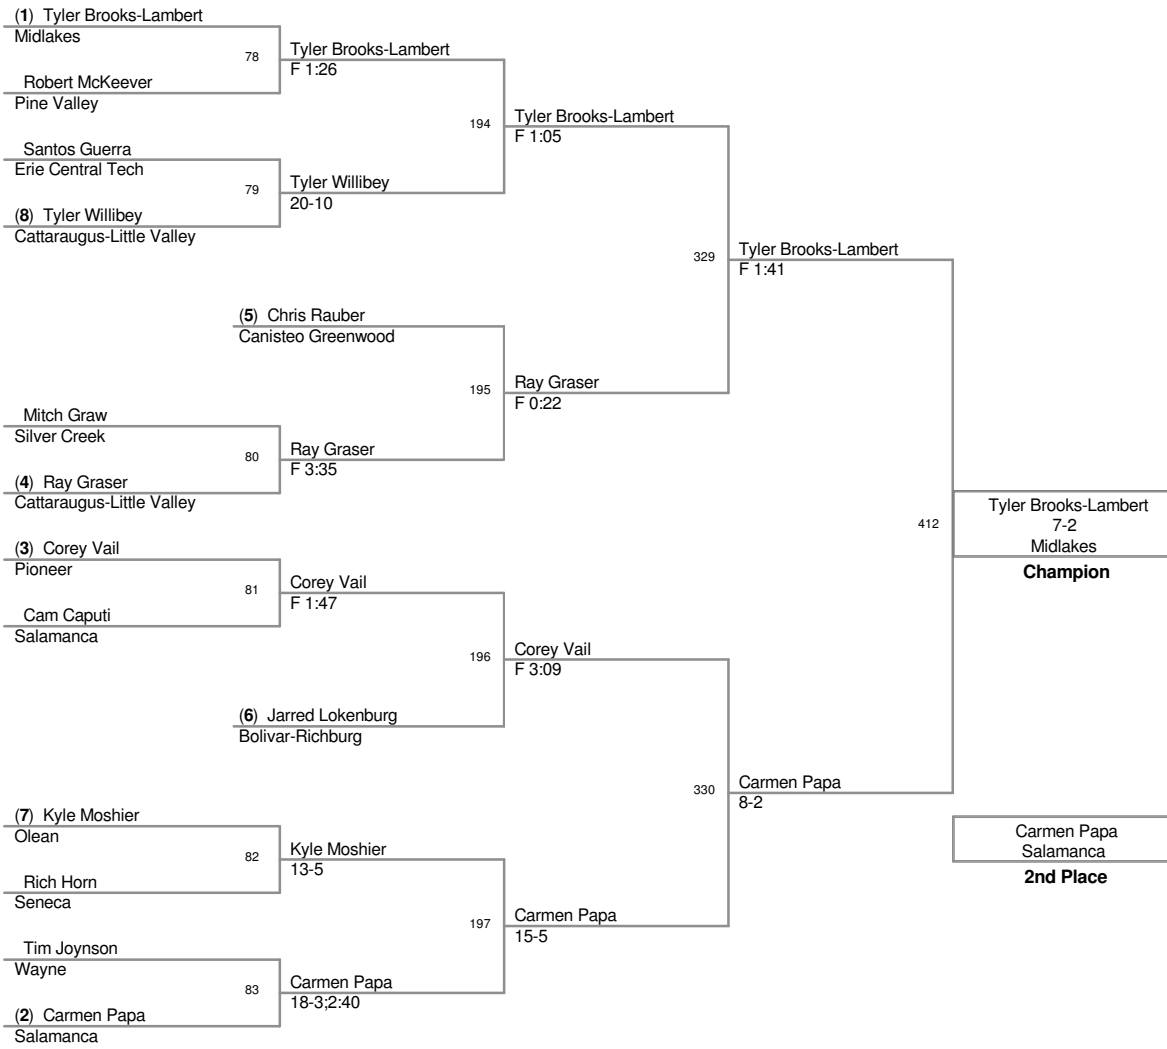 (1) Tyler Brooks-Lambert
Midlakes
78
Robert McKeever
Pine Valley
Tyler Brooks-Lambert
F 1:26
Santos Guerra
Erie Central Tech
79
(8) Tyler Willibey
Cattaraugus-Little Valley
Tyler Willibey
20-10
194
Tyler Brooks-Lambert
F 1:05
(5) Chris Rauber
Canisteo Greenwood
Mitch Graw
Silver Creek
80
(4) Ray Graser
Cattaraugus-Little Valley
Ray Graser
F 3:35
195
Ray Graser
F 0:22
329
Tyler Brooks-Lambert
F 1:41
(3) Corey Vail
Pioneer
81
Cam Caputi
Salamanca
Corey Vail
F 1:47
(6) Jarred Lokenburg
Bolivar-Richburg
196
Corey Vail
F 3:09
(7) Kyle Moshier
Olean
82
Rich Horn
Seneca
Kyle Moshier
13-5
Tim Joynson
Wayne
83
(2) Carmen Papa
Salamanca
Carmen Papa
18-3;2:40
197
Carmen Papa
15-5
330
Carmen Papa
8-2
412
Tyler Brooks-Lambert
7-2
Midlakes
Champion
Carmen Papa
Salamanca
2nd Place